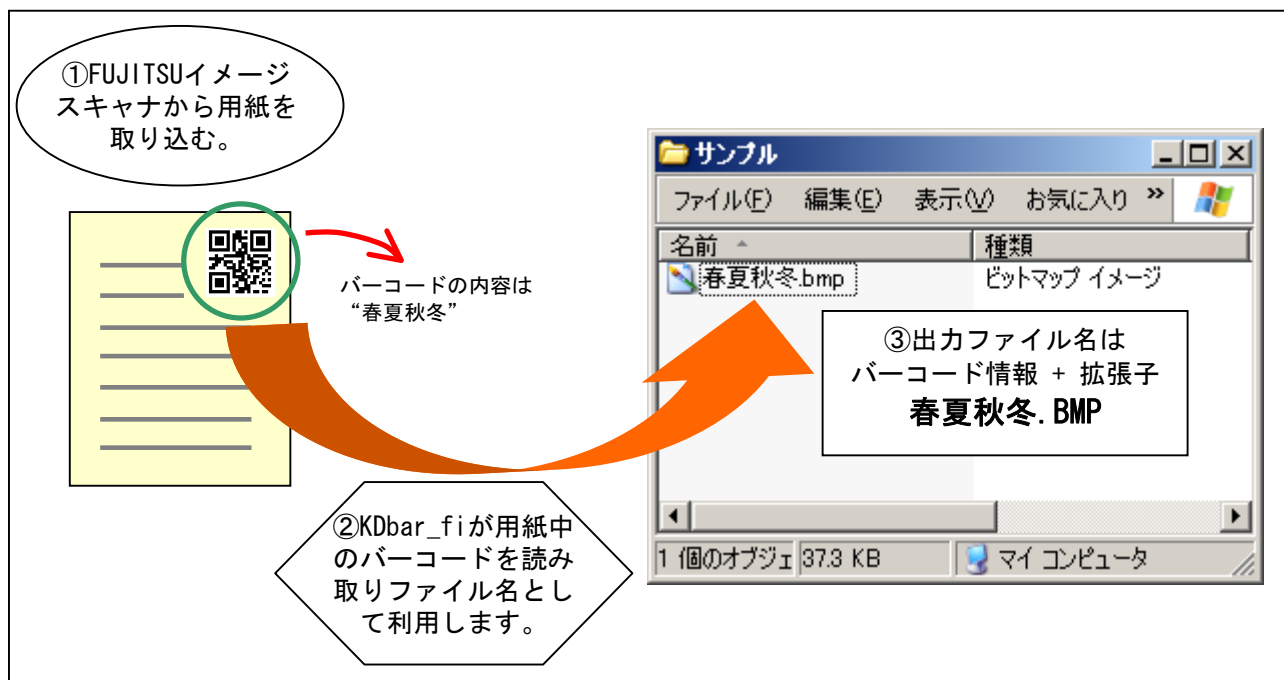 ①FUJITSUイメージ
スキャナから用紙を
取り込む。
バーコードの内容は
“春夏秋冬”
②KDbar_fiが用紙中
のバーコードを読み
取りファイル名とし
て利用します。
サンプル
ファイル(F) 編集(E) 表示(V) お気に入り »
名前 種類
春夏秋冬.bmp ビットマップ イメージ
③出力ファイル名は
バーコード情報 + 拡張子
春夏秋冬.BMP
1 個のオブジェ 37.3 KB マイ コンピュータ